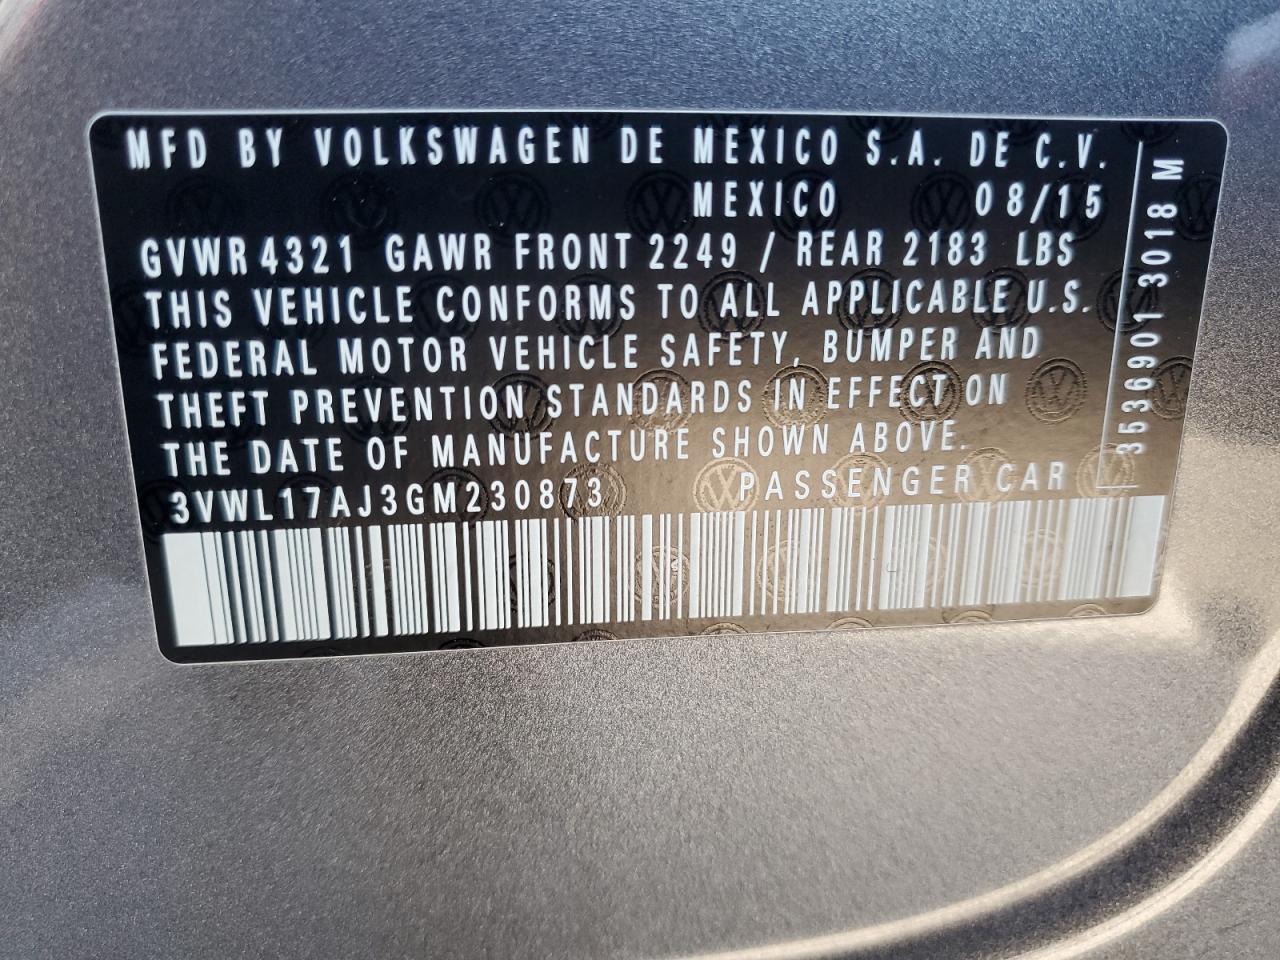 MFD BY VOLKSWAGEN DE MEXICO S.A. DE C.V.
MEXICO 08/15
GVWR 4321 GAWR FRONT 2249 / REAR 2183 LBS
THIS VEHICLE CONFORMS TO ALL APPLICABLE U.S.
FEDERAL MOTOR VEHICLE SAFETY, BUMPER AND
THEFT PREVENTION STANDARDS IN EFFECT ON
THE DATE OF MANUFACTURE SHOWN ABOVE.
3VWL17AJ3GM230873 PASSENGER CAR
3536901 3018 M